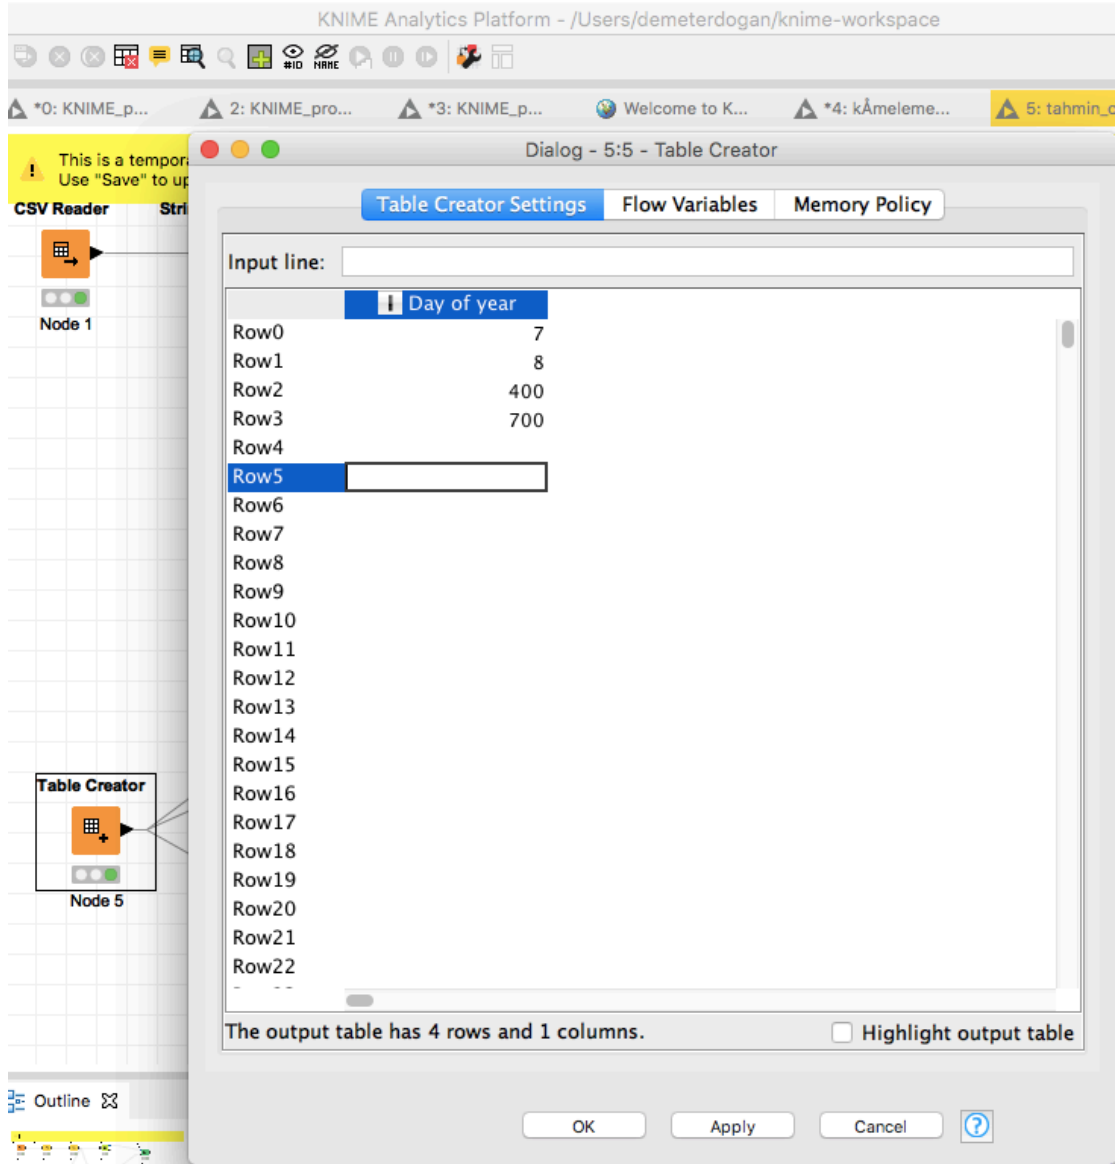 KNIME Analytics Platform - /Users/demeterdogan/knime-workspace
#ID NAME
*0: KNIME_p... 2: KNIME_pro... *3: KNIME_p... Welcome to K... *4: kÅmeleme... 5: tahmin_
This is a tempor
Use "Save" to up
Dialog - 5:5 - Table Creator
CSV Reader Stri
Node 1
Table Creator Settings Flow Variables Memory Policy
Input line:
I Day of year
Row0 7
Row1 8
Row2 400
Row3 700
Row4
Row5
Row6
Row7
Row8
Row9
Row10
Row11
Row12
Row13
Row14
Row15
Row16
Row17
Row18
Row19
Row20
Row21
Row22
Table Creator
Node 5
The output table has 4 rows and 1 columns. Highlight output table
Outline
OK Apply Cancel ?